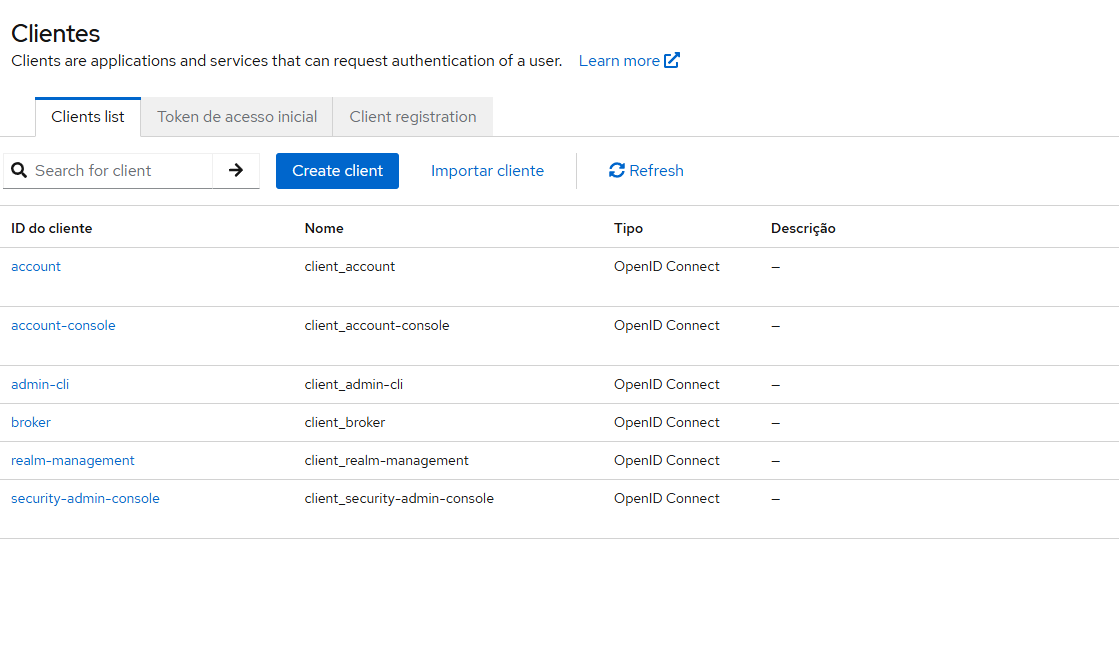 Clientes
Clients are applications and services that can request authentication of a user. Learn more
Clients list Token de acesso inicial Client registration
Search for client Create client Importar cliente Refresh
ID do cliente Nome Tipo Descrição
account client_account OpenID Connect –
account-console client_account-console OpenID Connect –
admin-cli client_admin-cli OpenID Connect –
broker client_broker OpenID Connect –
realm-management client_realm-management OpenID Connect –
security-admin-console client_security-admin-console OpenID Connect –